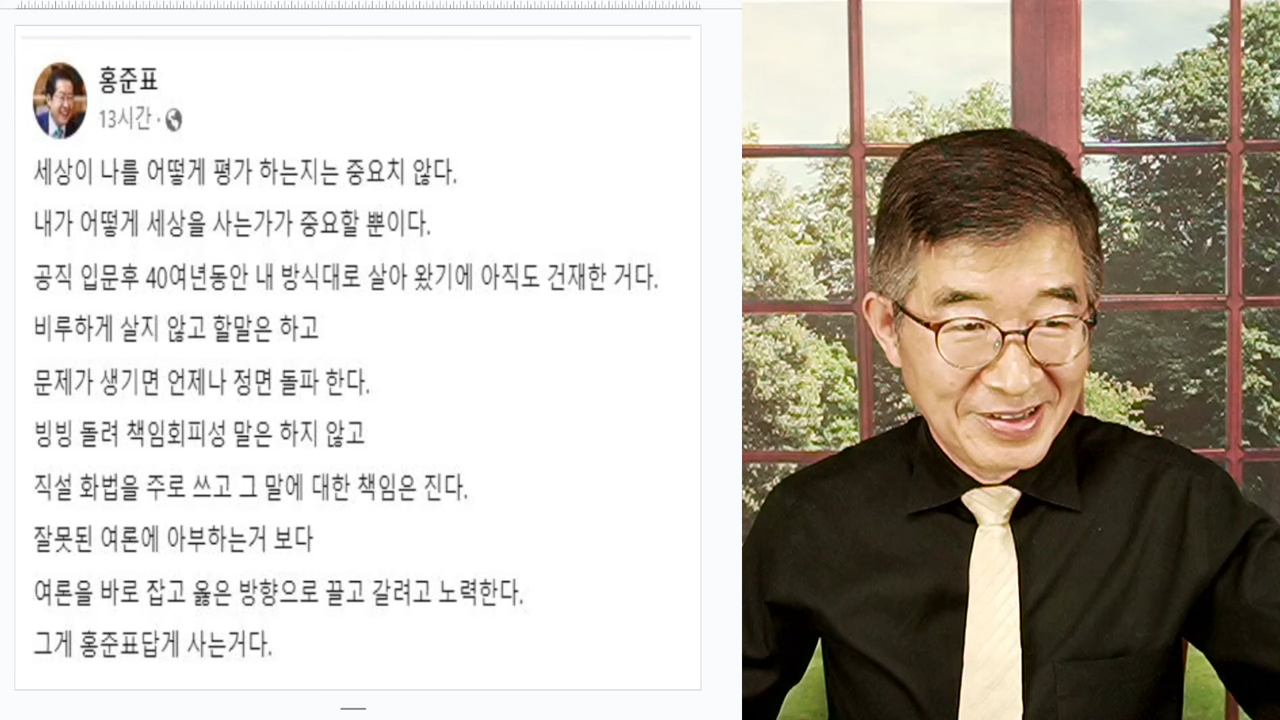 홍준표
13시간 ·
세상이 나를 어떻게 평가 하는지는 중요치 않다.
내가 어떻게 세상을 사는가가 중요할 뿐이다.
공직 입문후 40여년동안 내 방식대로 살아 왔기에 아직도 건재한 거다.
비루하게 살지 않고 할말은 하고
문제가 생기면 언제나 정면 돌파 한다.
빙빙 돌려 책임회피성 말은 하지 않고
직설 화법을 주로 쓰고 그 말에 대한 책임은 진다.
잘못된 여론에 아부하는거 보다
여론을 바로 잡고 옳은 방향으로 끌고 갈려고 노력한다.
그게 홍준표답게 사는거다.